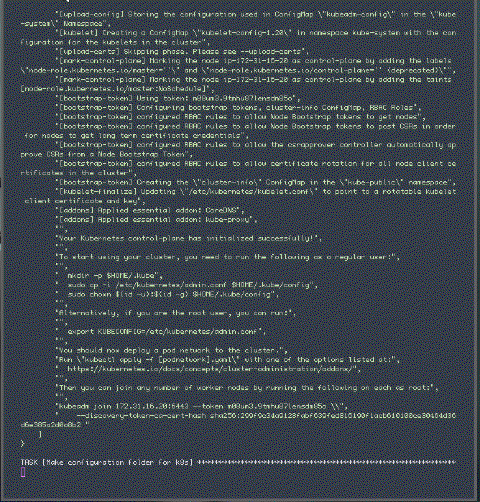 "[upload-config] Storing the configuration used in ConfigMap \"kubeadm-config\" in the \"kube
-system\" Namespace",
"[kubelet] Creating a ConfigMap \"kubelet-config-1.20\" in namespace kube-system with the con
figuration for the kubelets in the cluster",
"[upload-certs] Skipping phase. Please see --upload-certs",
"[mark-control-plane] Marking the node ip-172-31-16-20 as control-plane by adding the labels
\"node-role.kubernetes.io/master=''\" and \"node-role.kubernetes.io/control-plane='' (deprecated)\"",
"[mark-control-plane] Marking the node ip-172-31-16-20 as control-plane by adding the taints
[node-role.kubernetes.io/master:NoSchedule]",
"[bootstrap-token] Using token:
"[bootstrap-token] Configuring bootstrap tokens, cluster-info ConfigMap, RBAC Roles",
"[bootstrap-token] configured RBAC rules to allow Node Bootstrap tokens to get nodes",
"[bootstrap-token] configured RBAC rules to allow Node Bootstrap tokens to post CSRs in order
for nodes to get long term certificate credentials",
"[bootstrap-token] configured RBAC rules to allow the csrapprover controller automatically app
rove CSRs from a Node Bootstrap Token",
"[bootstrap-token] configured RBAC rules to allow certificate rotation for all node client ce
rtificates in the cluster",
"[bootstrap-token] Creating the \"cluster-info\" ConfigMap in the \"kube-public\" namespace",
"[kubelet-finalize] Updating \"/etc/kubernetes/kubelet.conf\" to point to a rotatable kubelet
client certificate and key",
"[addons] Applied essential addon: CoreDNS",
"[addons] Applied essential addon: kube-proxy",
"",
"Your Kubernetes control-plane has initialized successfully!",
"",
"To start using your cluster, you need to run the following as a regular user:",
"",
"  mkdir -p $HOME/.kube",
"  sudo cp -i /etc/kubernetes/admin.conf $HOME/.kube/config",
"  sudo chown $(id -u):$(id -g) $HOME/.kube/config",
"",
"Alternatively, if you are the root user, you can run:",
"",
"  export KUBECONFIG=/etc/kubernetes/admin.conf",
"",
"You should now deploy a pod network to the cluster.",
"Run \"kubectl apply -f [podnetwork].yaml\" with one of the options listed at:",
"  https://kubernetes.io/docs/concepts/cluster-administration/addons/",
"",
"Then you can join any number of worker nodes by running the following on each as root:",
"",
"kubeadm join 172.31.16.20:6443 --token \\",
"    --discovery-token-ca-cert-hash
]
}
TASK [Make configuration folder for k8s] ********************************************************